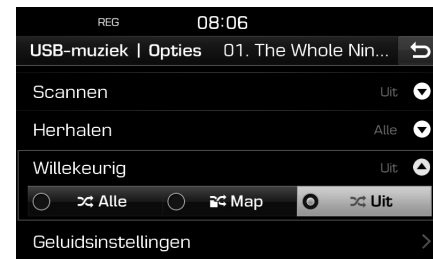 REG 08:06
USB-muziek | Opties 01. The Whole Nin...
Scannen Uit
Herhalen Alle
Willekeurig Uit
Alle Map Uit
Geluidsinstellingen